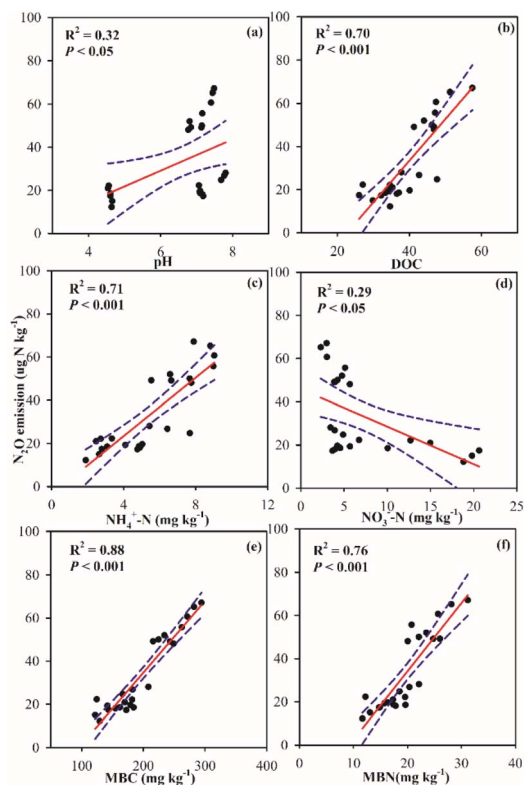 R² = 0.32
P < 0.05
(a)
100
80
60
40
20
0
4
6
8
pH
R² = 0.70
P < 0.001
(b)
100
80
60
40
20
0
20
40
60
80
DOC
N₂O emission (ug N kg⁻¹)
R² = 0.71
P < 0.001
(c)
100
80
60
40
20
0
0
3
6
9
12
NH₄⁺-N (mg kg⁻¹)
R² = 0.29
P < 0.05
(d)
100
80
60
40
20
0
0
5
10
15
20
25
NO₃⁻-N (mg kg⁻¹)
R² = 0.88
P < 0.001
(e)
100
80
60
40
20
0
100
200
300
400
MBC (mg kg⁻¹)
R² = 0.76
P < 0.001
(f)
100
80
60
40
20
0
0
10
20
30
40
MBN(mg kg⁻¹)